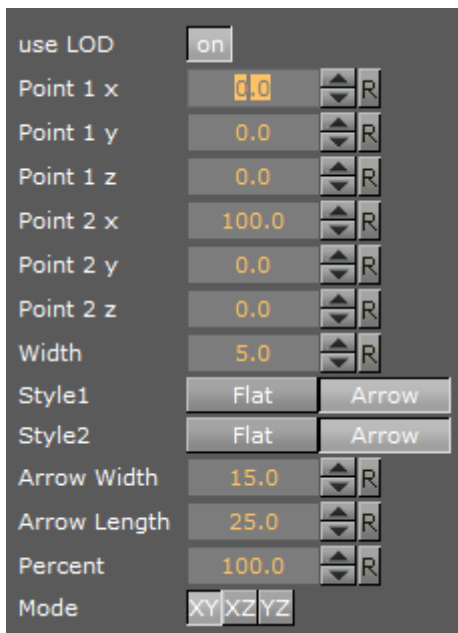 use LOD on
Point 1 x 0.0 R
Point 1 y 0.0 R
Point 1 z 0.0 R
Point 2 x 100.0 R
Point 2 y 0.0 R
Point 2 z 0.0 R
Width 5.0 R
Style1 Flat Arrow
Style2 Flat Arrow
Arrow Width 15.0 R
Arrow Length 25.0 R
Percent 100.0 R
Mode XY XZ YZ